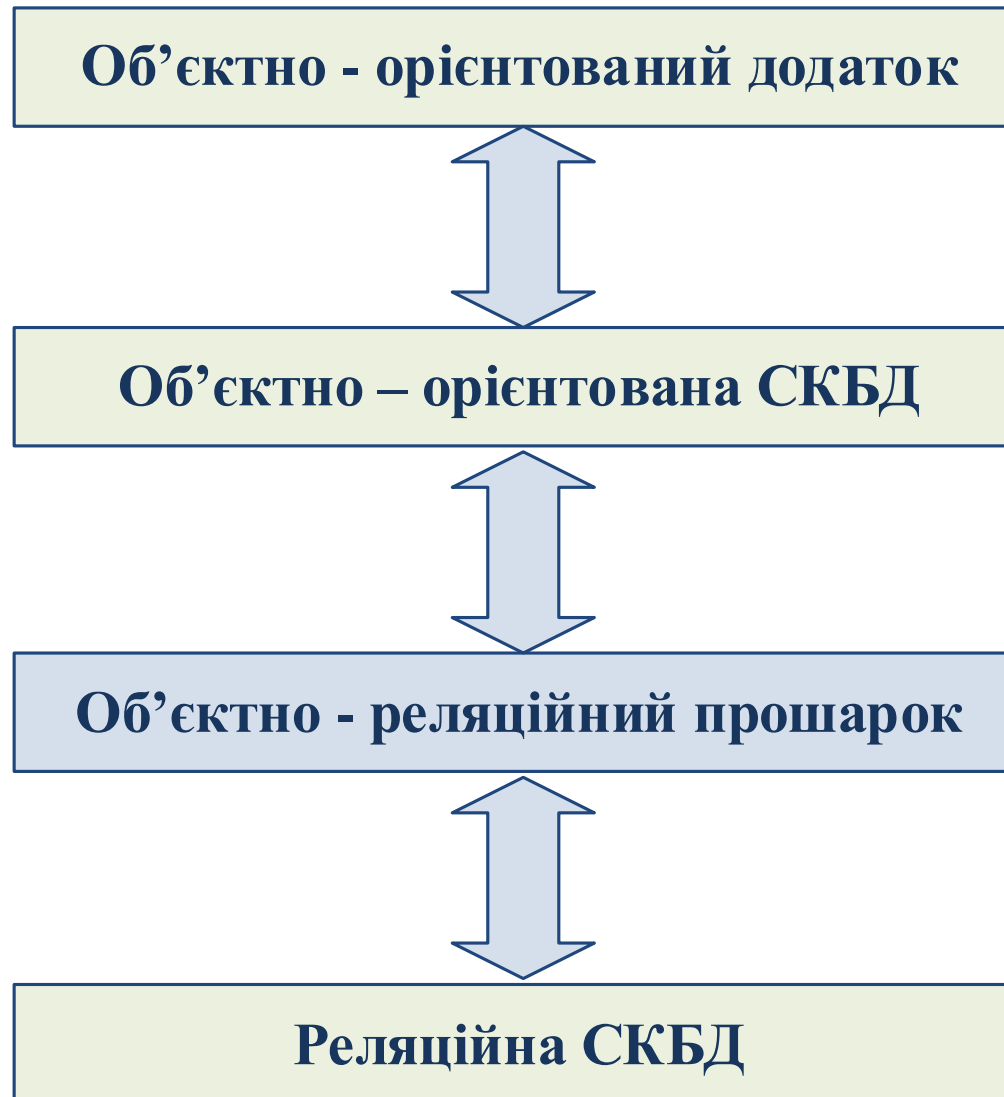 Об’єктно - орієнтований додаток
Об’єктно – орієнтована СКБД
Об’єктно - реляційний прошарок
Реляційна СКБД